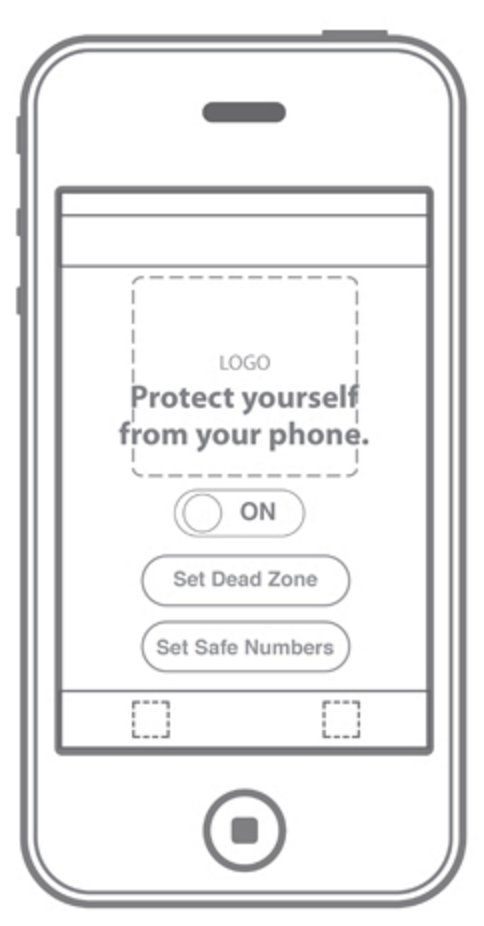 LOGO
Protect yourself
from your phone.
ON
Set Dead Zone
Set Safe Numbers